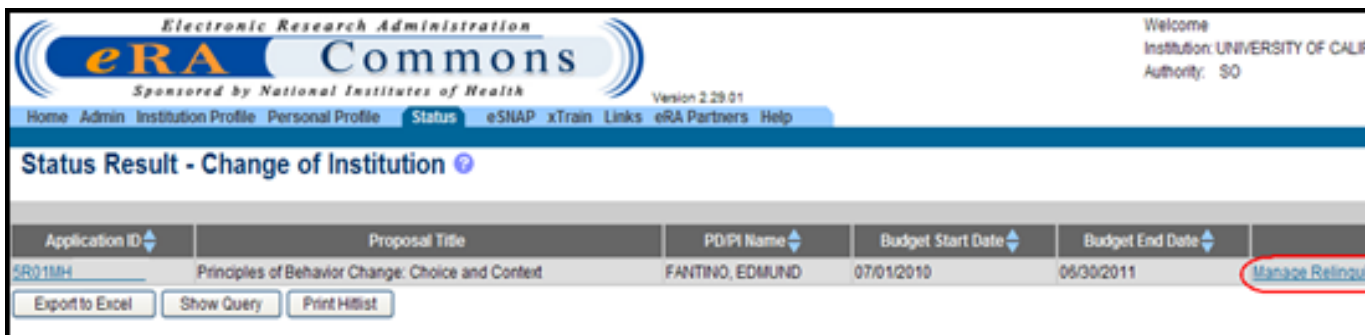 Electronic Research Administration
eRA Commons
Sponsored by National Institutes of Health
Version 2.29.01
Welcome
Institution: UNIVERSITY OF CALIF
Authority: SO
Home Admin Institution Profile Personal Profile Status eSNAP xTrain Links eRA Partners Help
Status Result - Change of Institution ?
Application ID Proposal Title PD/PI Name Budget Start Date Budget End Date
5R01MH Principles of Behavior Change: Choice and Context FANTINO, EDMUND 07/01/2010 06/30/2011 Manage Relinqu
Export to Excel Show Query Print Hitlist